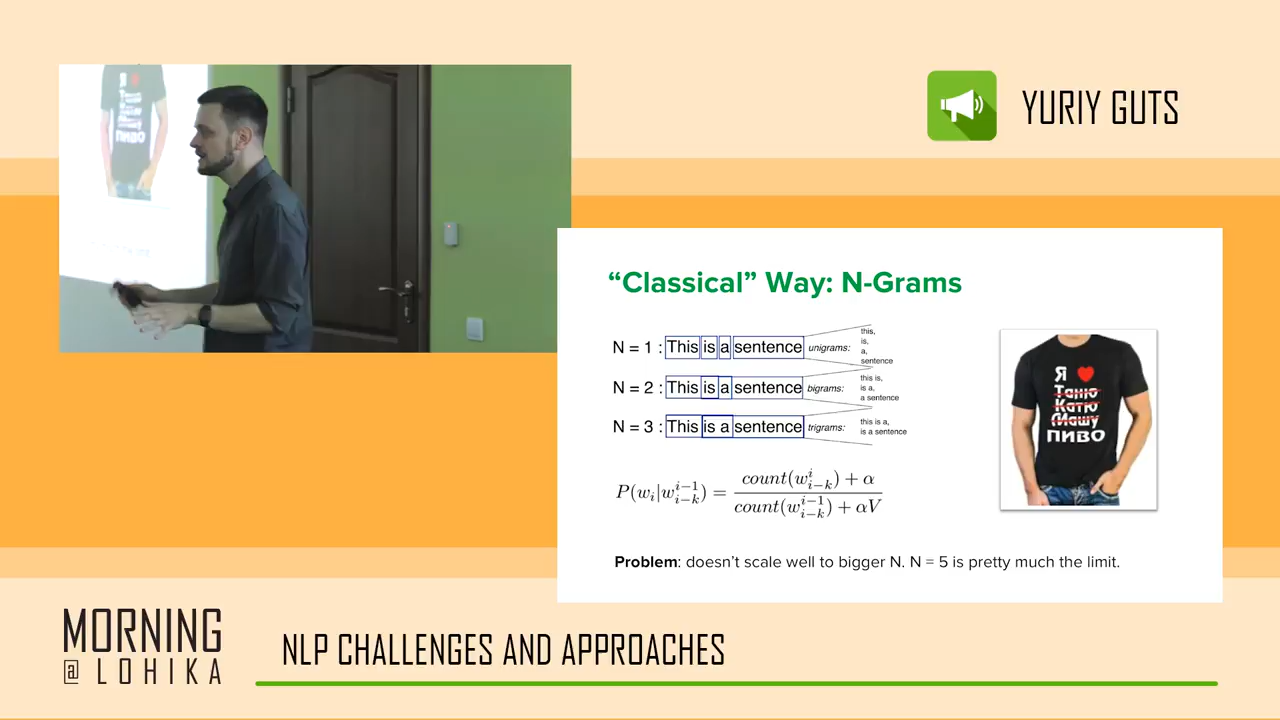 YURIY GUTS
Я ❤
ПИВО
“Classical” Way: N-Grams
N = 1 : This is a sentence unigrams:
this,
is,
a,
sentence
N = 2 : This is a sentence bigrams:
this is,
is a,
a sentence
N = 3 : This is a sentence trigrams:
this is a,
is a sentence
P(w_i|w_{i-k}^{i-1}) = \frac{count(w_{i-k}^{i}) + α}{count(w_{i-k}^{i-1}) + αV}
Я ❤
Таню
Катю
Машу
ПИВО
Problem: doesn’t scale well to bigger N. N = 5 is pretty much the limit.
MORNING
@ LOHIKA
NLP CHALLENGES AND APPROACHES